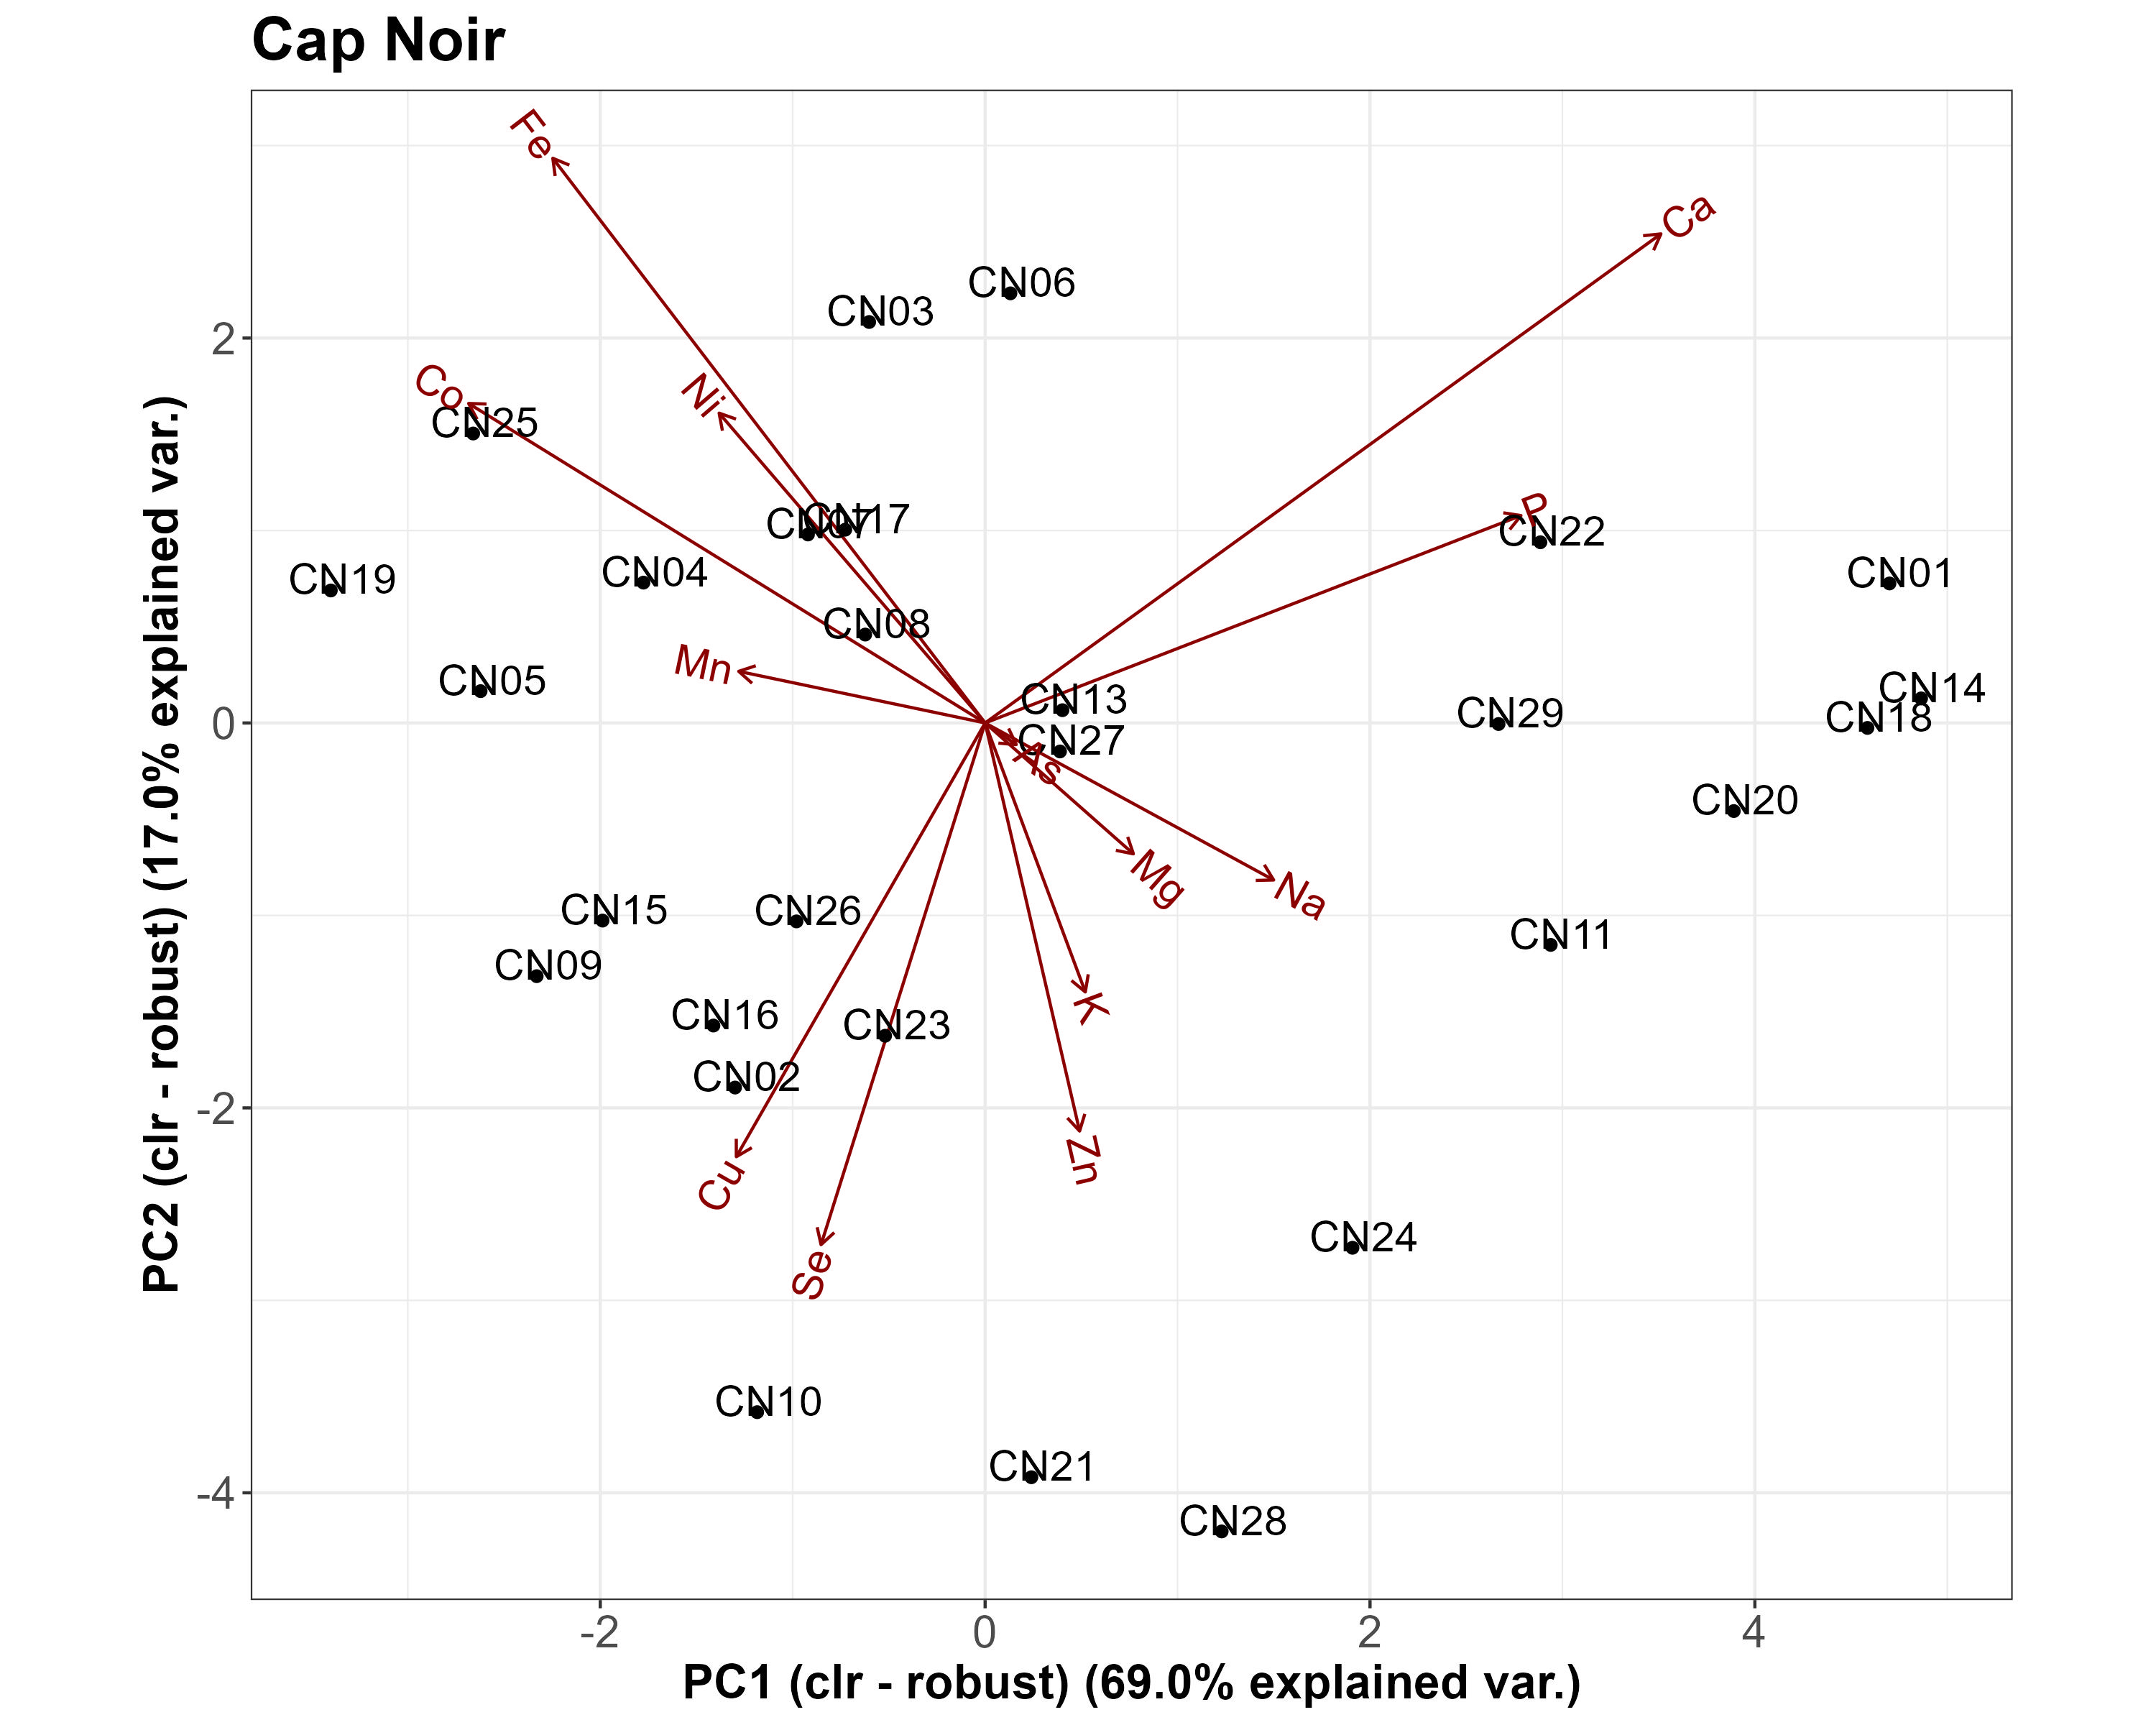 Cap Noir
Fe
Ca
CN06
CN03
2
Co
Ni
CN25
P
CN17
CN07
CN22
CN04
CN01
CN19
CN08
Mn
CN05
CN14
CN13
CN29
CN18
0
CN27
As
CN20
Mg
Na
CN15
CN26
CN11
CN09
K
CN16
CN23
CN02
-2
Zn
Cu
CN24
Se
CN10
CN21
-4
CN28
-2
0
2
4
PC1 (clr - robust) (69.0% explained var.)
PC2 (clr - robust) (17.0% explained var.)